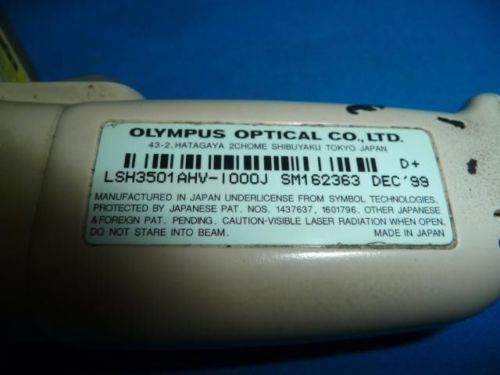 OLYMPUS OPTICAL CO., LTD.
43-2, HATAGAYA 2CHOME SHIBUYAKU TOKYO JAPAN
D+
LSH3501AHV-I000J SM162363 DEC'99
MANUFACTURED IN JAPAN UNDERLICENSE FROM SYMBOL TECHNOLOGIES.
PROTECTED BY JAPANESE PAT. NOS. 1437637, 1601796. OTHER JAPANESE
&FOREIGN PAT. PENDING. CAUTION-VISIBLE LASER RADIATION WHEN OPEN.
DO NOT STARE INTO BEAM. MADE IN JAPAN